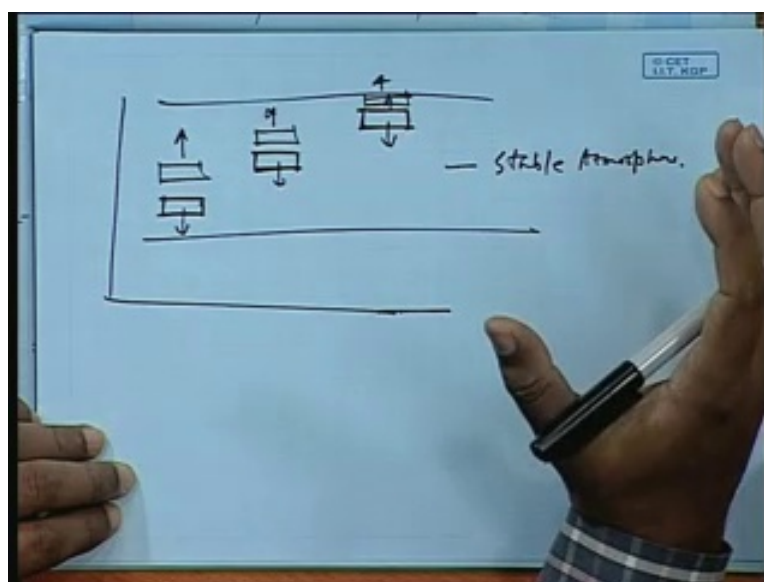 © CET
I.I.T. KGP
— Stable Atmosphere.